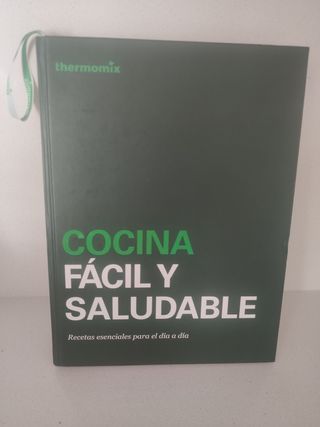 thermomix
COCINA
FÁCIL Y
SALUDABLE
Recetas esenciales para el día a día